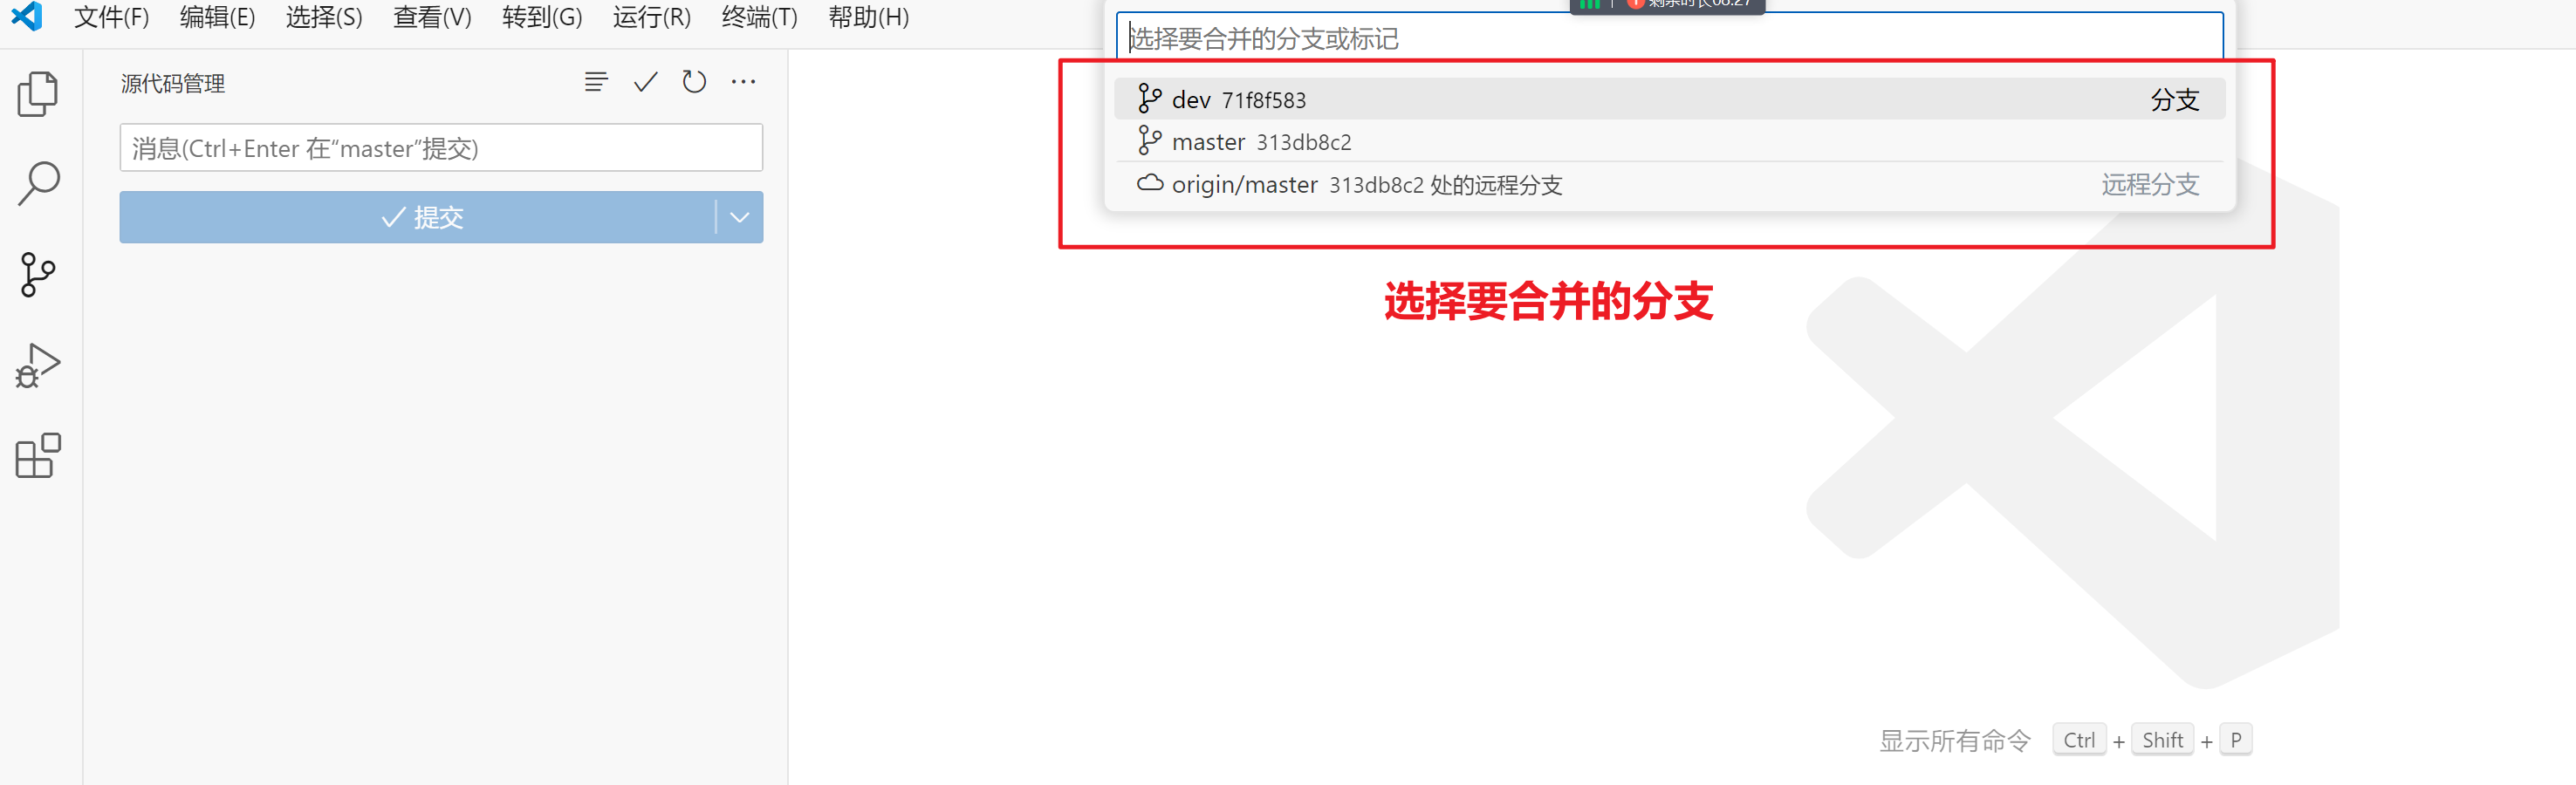 文件(F) 编辑(E) 选择(S) 查看(V) 转到(G) 运行(R) 终端(T) 帮助(H)
选择要合并的分支或标记
源代码管理
dev 71f8f583 分支
消息(Ctrl+Enter 在“master”提交)
master 313db8c2
origin/master 313db8c2 处的远程分支 远程分支
提交
选择要合并的分支
显示所有命令 Ctrl + Shift + P